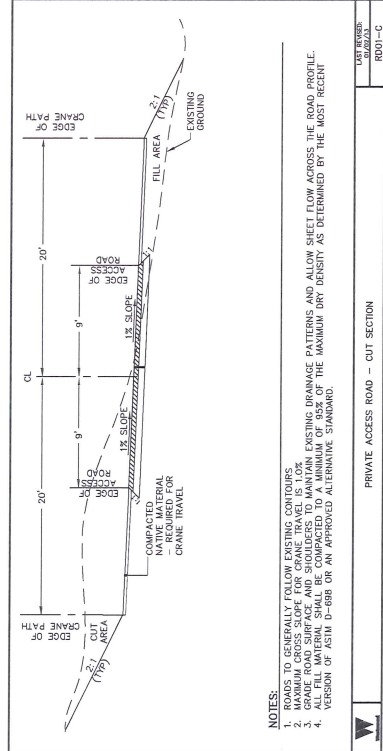 CL
20'
20'
9'
9'
EDGE OF
CRANE PATH
CUT
AREA
2:1
(TYP)
EDGE OF
ACCESS
ROAD
1% SLOPE
1% SLOPE
EDGE OF
ACCESS
ROAD
EDGE OF
CRANE PATH
FILL AREA
2:1
(TYP)
EXISTING
GROUND
COMPACTED
NATIVE MATERIAL
- REQUIRED FOR
CRANE TRAVEL
NOTES:
1. ROADS TO GENERALLY FOLLOW EXISTING CONTOURS
2. MAXIMUM CROSS SLOPE FOR CRANE TRAVEL IS 1.0%
3. GRADE ROAD SURFACE AND SHOULDERS TO MAINTAIN EXISTING DRAINAGE PATTERNS AND ALLOW SHEET FLOW ACROSS THE ROAD PROFILE.
4. ALL FILL MATERIAL SHALL BE COMPACTED TO A MINIMUM OF 95% OF THE MAXIMUM DRY DENSITY AS DETERMINED BY THE MOST RECENT
VERSION OF ASTM D-698 OR AN APPROVED ALTERNATIVE STANDARD.
PRIVATE ACCESS ROAD - CUT SECTION
LAST REVISED:
01/02/13
RD01-C